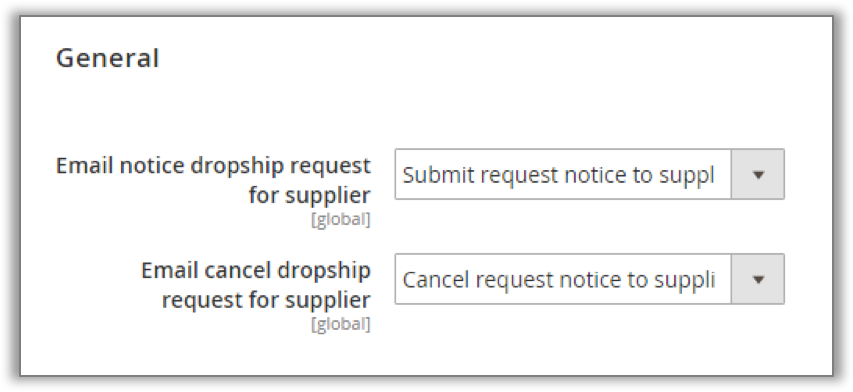 General
Email notice dropship request
for supplier
[global]
Submit request notice to suppl
Email cancel dropship
request for supplier
[global]
Cancel request notice to suppli